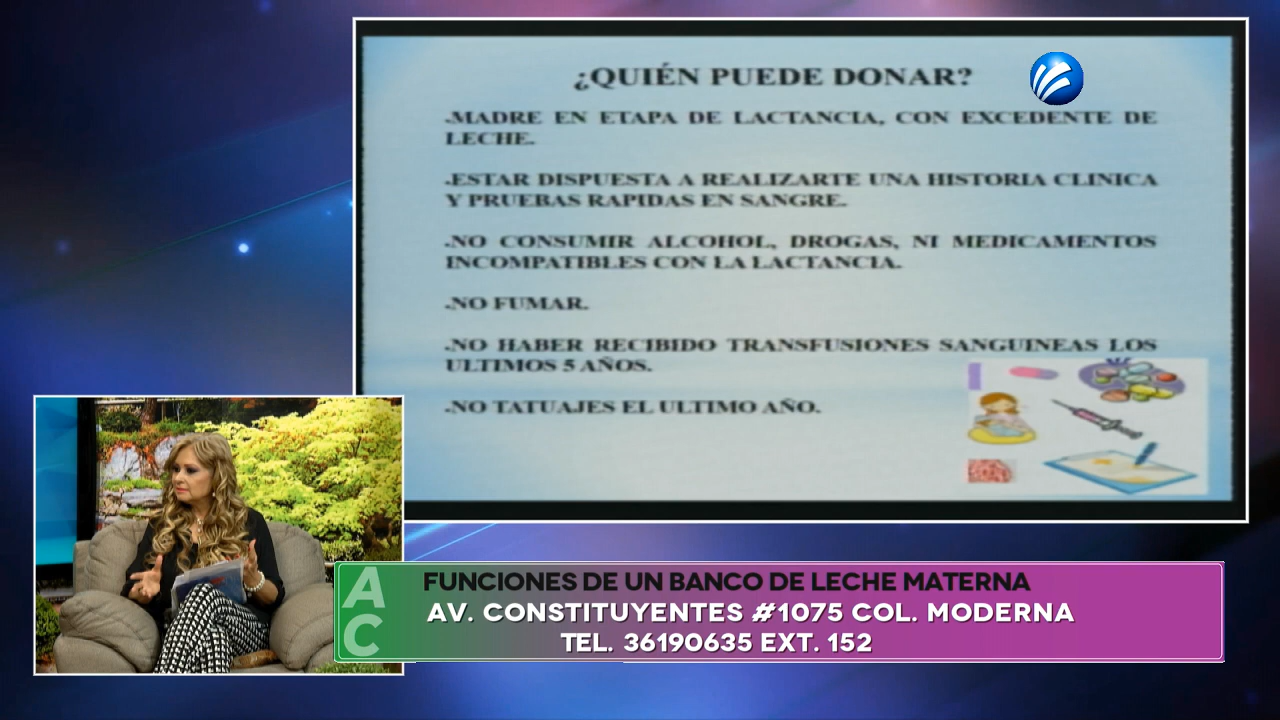 ¿QUIÉN PUEDE DONAR?
.MADRE EN ETAPA DE LACTANCIA, CON EXCEDENTE DE
LECHE.
.ESTAR DISPUESTA A REALIZARTE UNA HISTORIA CLINICA
Y PRUEBAS RAPIDAS EN SANGRE.
.NO CONSUMIR ALCOHOL, DROGAS, NI MEDICAMENTOS
INCOMPATIBLES CON LA LACTANCIA.
.NO FUMAR.
.NO HABER RECIBIDO TRANSFUSIONES SANGUINEAS LOS
ULTIMOS 5 AÑOS.
.NO TATUAJES EL ULTIMO AÑO.
AC
FUNCIONES DE UN BANCO DE LECHE MATERNA
AV. CONSTITUYENTES #1075 COL. MODERNA
TEL. 36190635 EXT. 152